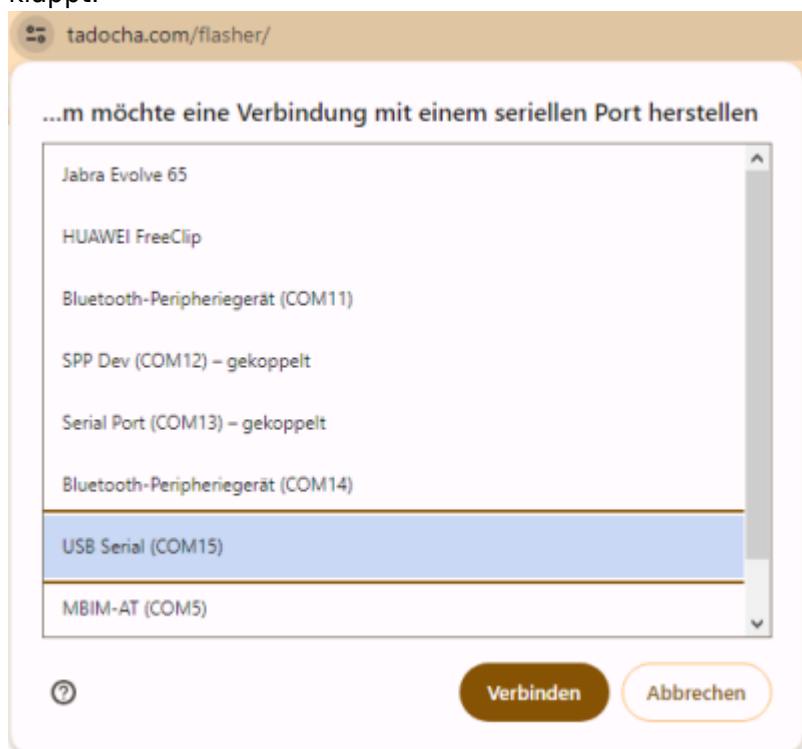 tadocha.com/flasher/
...m möchte eine Verbindung mit einem seriellen Port herstellen
Jabra Evolve 65
HUAWEI FreeClip
Bluetooth-Peripheriegerät (COM11)
SPP Dev (COM12) – gekoppelt
Serial Port (COM13) – gekoppelt
Bluetooth-Peripheriegerät (COM14)
USB Serial (COM15)
MBIM-AT (COM5)
Verbinden Abbrechen